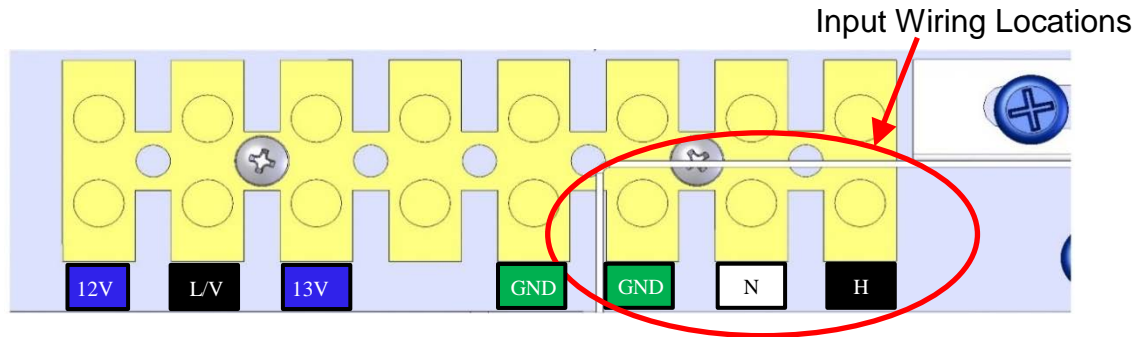 Input Wiring Locations
12V L/V 13V GND GND N H